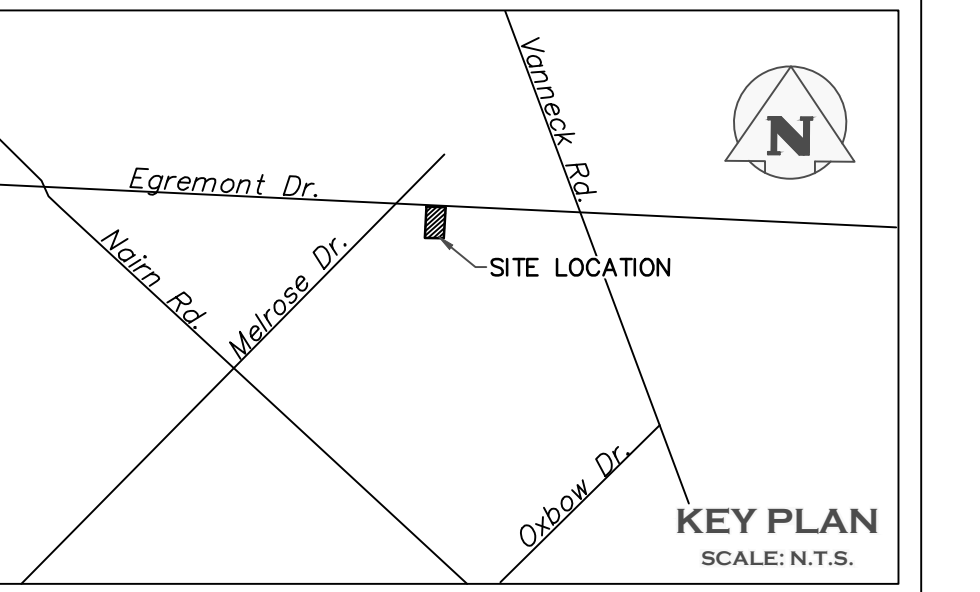 Vanneck Rd.
N
Egremont Dr.
Nairn Rd.
Melrose Dr.
SITE LOCATION
Oxbow Dr.
KEY PLAN
SCALE: N.T.S.